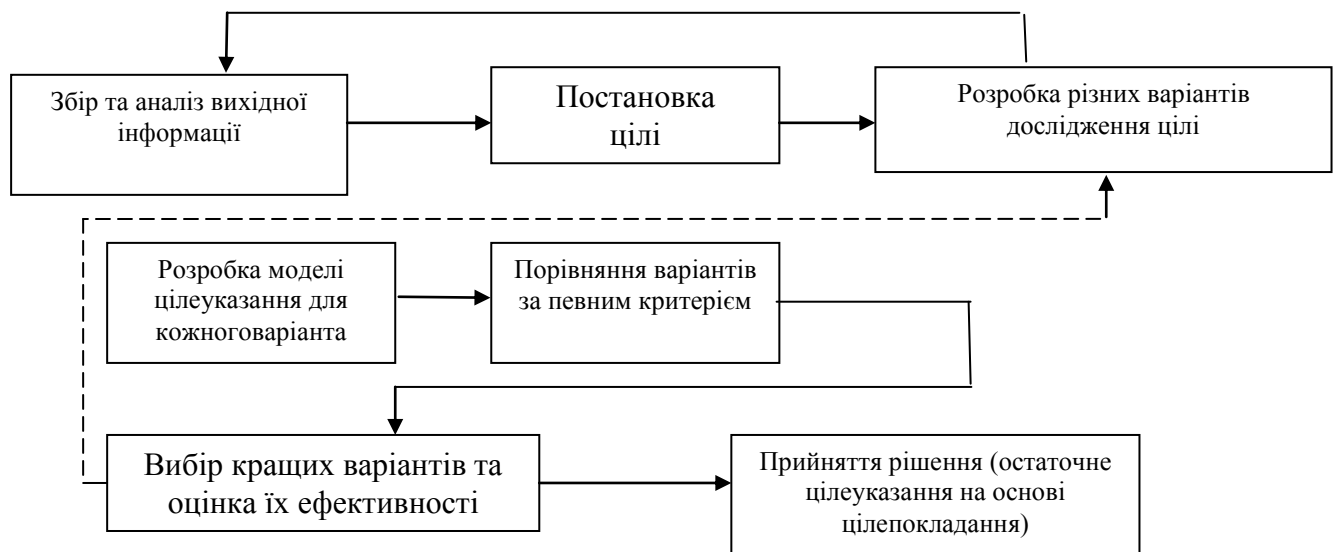 Збір та аналіз вихідної
інформації
Постановка
цілі
Розробка різних варіантів
дослідження цілі
Розробка моделі
цілеуказання для
кожноговаріанта
Порівняння варіантів
за певним критерієм
Вибір кращих варіантів та
оцінка їх ефективності
Прийняття рішення (остаточне
цілеуказання на основі
цілепокладання)